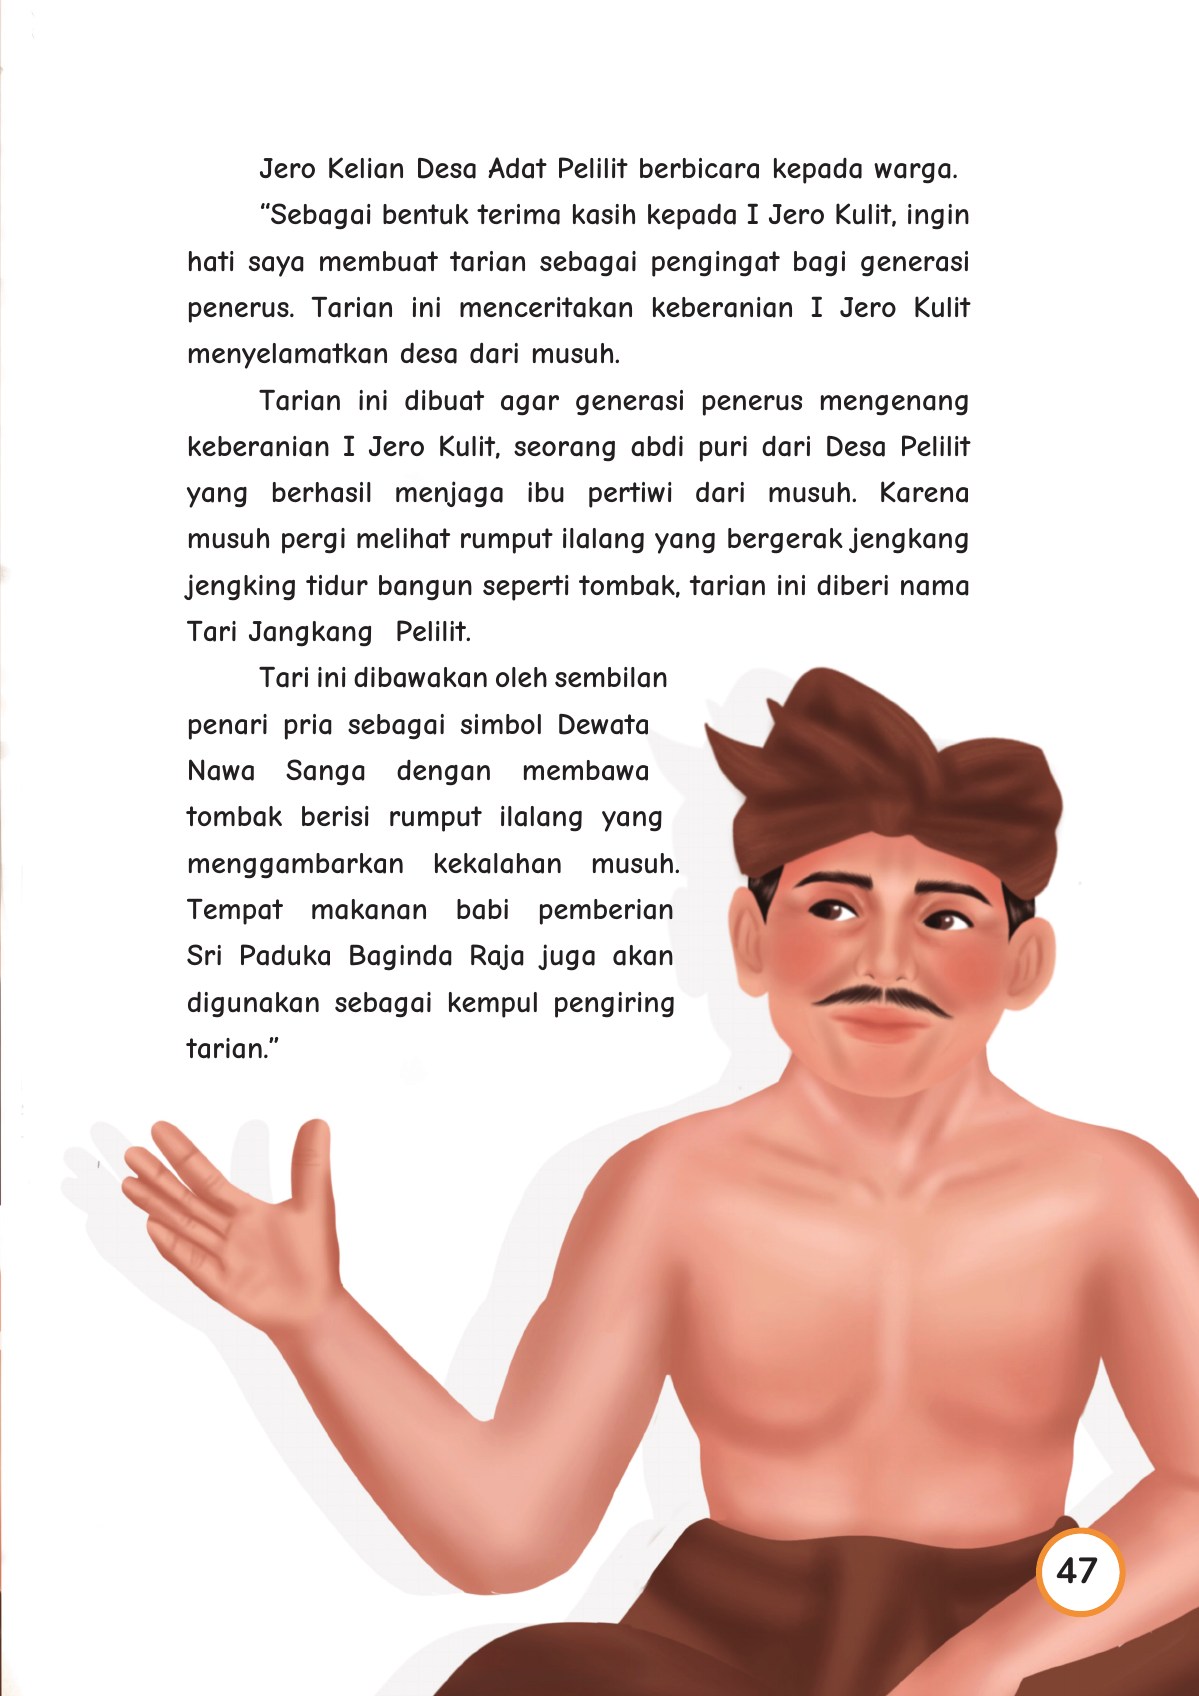 Jero Kelian Desa Adat Pelilit berbicara kepada warga.
“Sebagai bentuk terima kasih kepada I Jero Kulit, ingin
hati saya membuat tarian sebagai pengingat bagi generasi
penerus. Tarian ini menceritakan keberanian I Jero Kulit
menyelamatkan desa dari musuh.
Tarian ini dibuat agar generasi penerus mengenang
keberanian I Jero Kulit, seorang abdi puri dari Desa Pelilit
yang berhasil menjaga ibu pertiwi dari musuh. Karena
musuh pergi melihat rumput ilalang yang bergerak jengkang
jengking tidur bangun seperti tombak, tarian ini diberi nama
Tari Jangkang Pelilit.
Tari ini dibawakan oleh sembilan
penari pria sebagai simbol Dewata
Nawa Sanga dengan membawa
tombak berisi rumput ilalang yang
menggambarkan kekalahan musuh.
Tempat makanan babi pemberian
Sri Paduka Baginda Raja juga akan
digunakan sebagai kempul pengiring
tarian.”
47